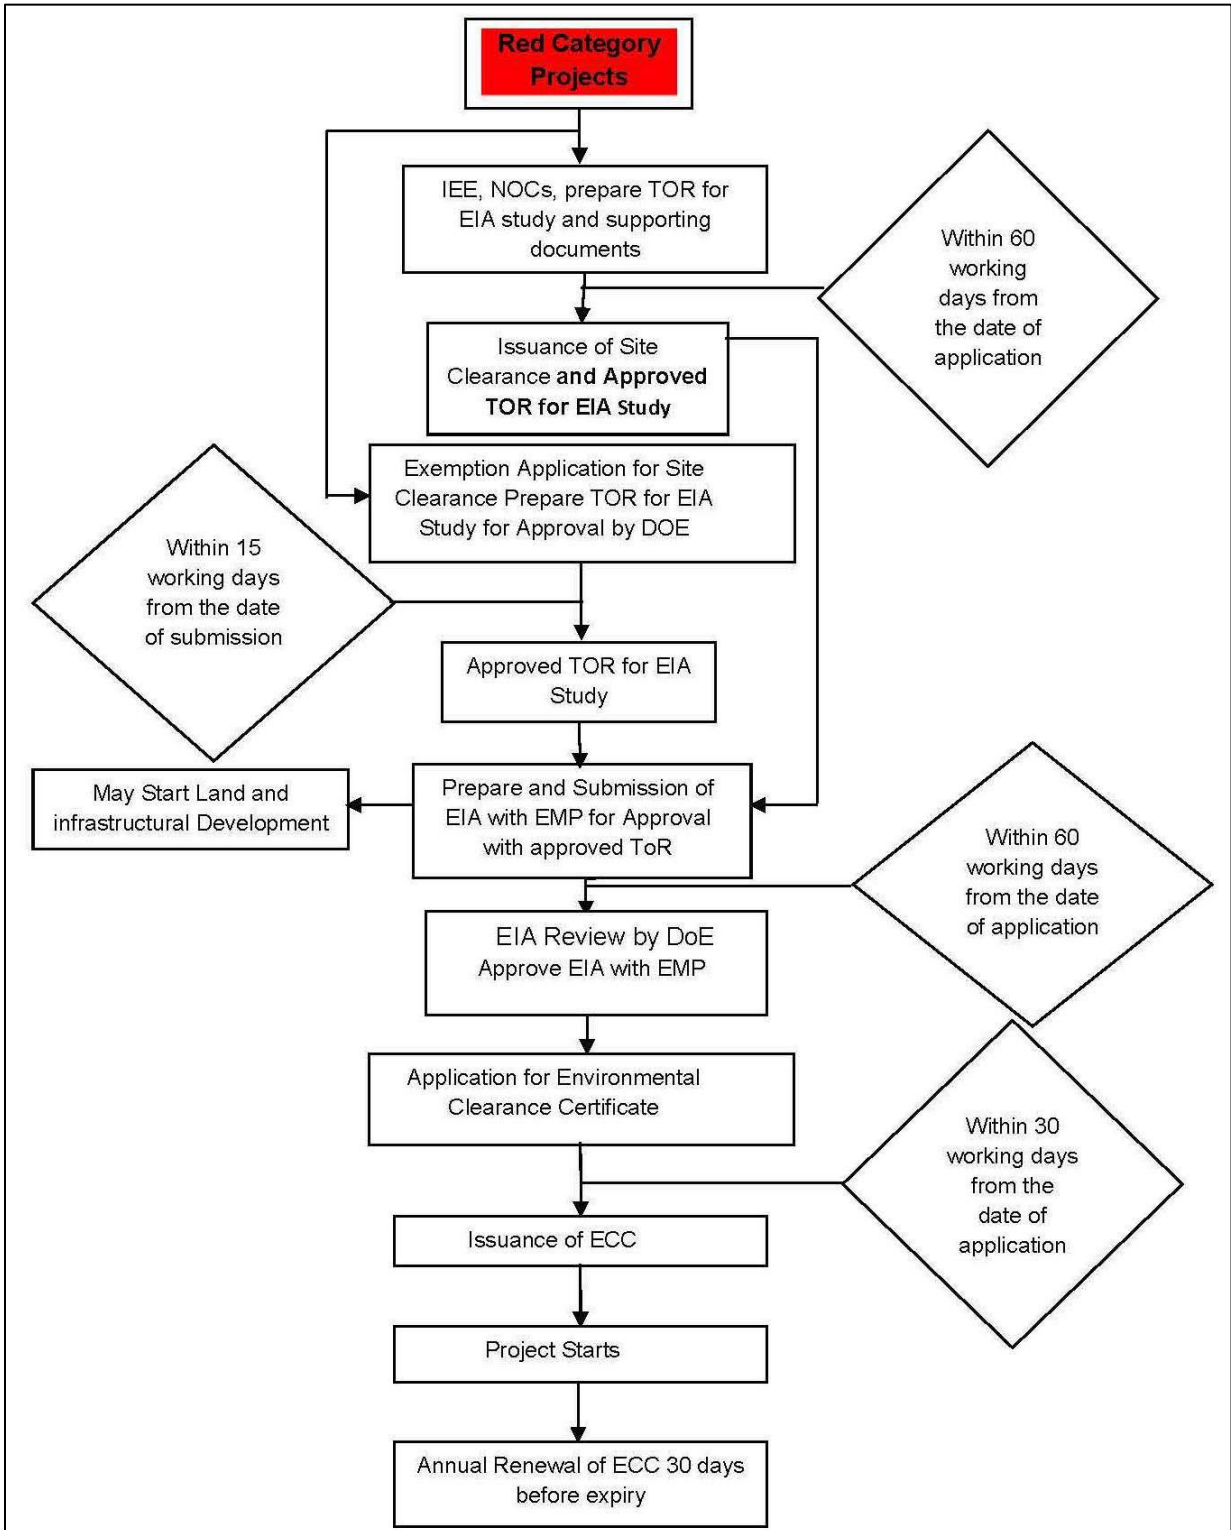 Red Category
Projects
IEE, NOCs, prepare TOR for
EIA study and supporting
documents
Within 60
working
days from
the date of
application
Issuance of Site
Clearance and Approved
TOR for EIA Study
Exemption Application for Site
Clearance Prepare TOR for EIA
Study for Approval by DOE
Within 15
working days
from the date
of submission
Approved TOR for EIA
Study
May Start Land and
infrastructural Development
Prepare and Submission of
EIA with EMP for Approval
with approved ToR
Within 60
working days
from the date
of application
EIA Review by DoE
Approve EIA with EMP
Application for Environmental
Clearance Certificate
Within 30
working days
from the
date of
application
Issuance of ECC
Project Starts
Annual Renewal of ECC 30 days
before expiry